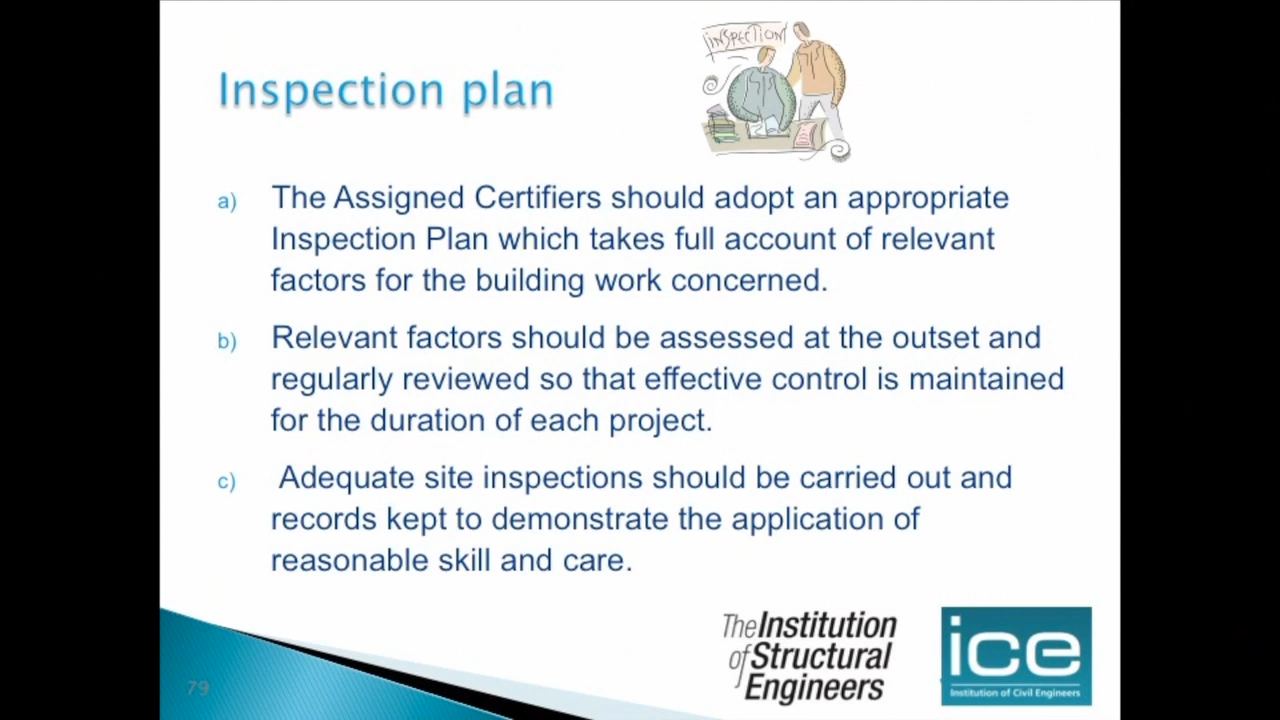 INSPECTION
Inspection plan
a) The Assigned Certifiers should adopt an appropriate
Inspection Plan which takes full account of relevant
factors for the building work concerned.
b) Relevant factors should be assessed at the outset and
regularly reviewed so that effective control is maintained
for the duration of each project.
c) Adequate site inspections should be carried out and
records kept to demonstrate the application of
reasonable skill and care.
The Institution
of Structural
Engineers
ice
Institution of Civil Engineers
79